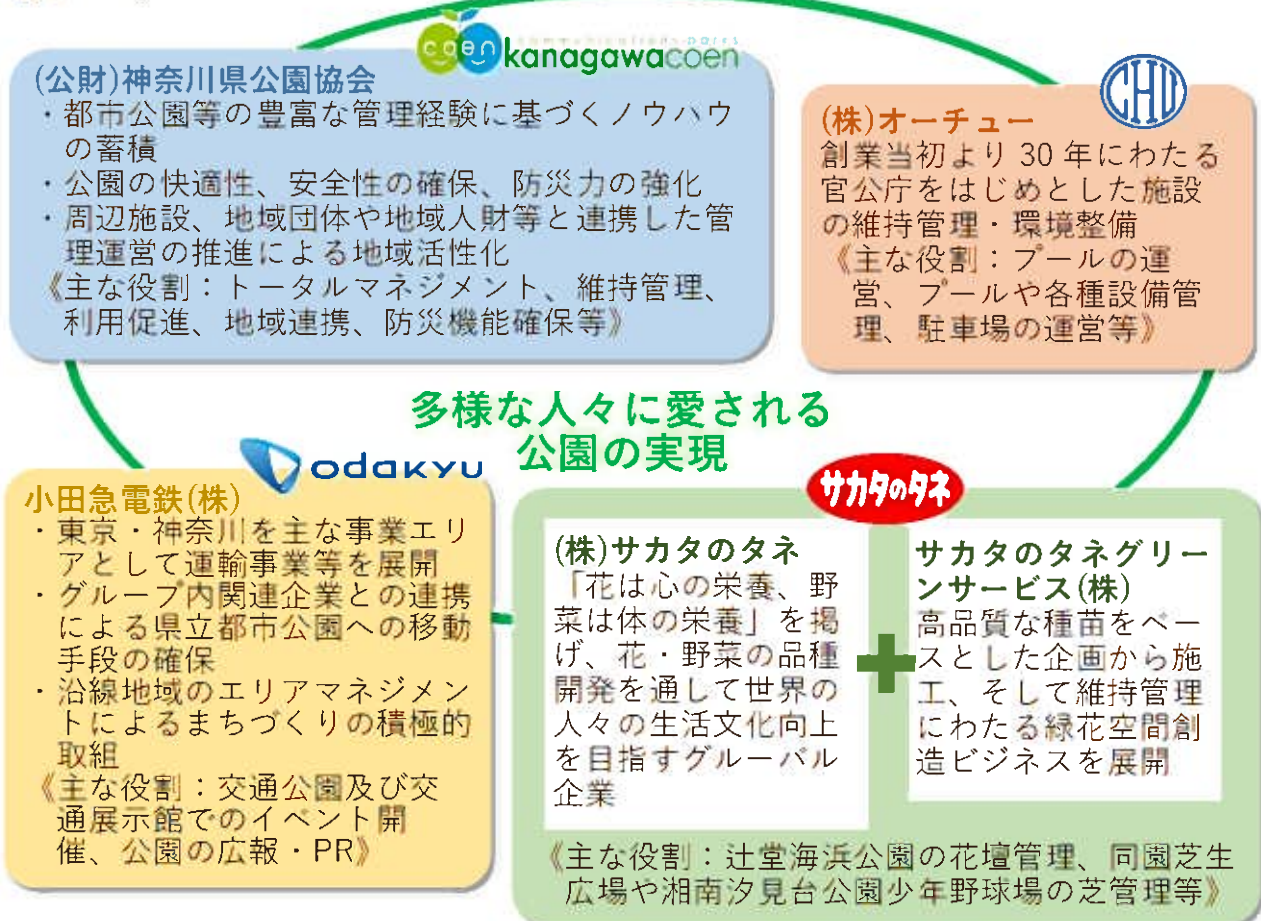 coen kanagawacoen
(公財)神奈川県公園協会
・都市公園等の豊富な管理経験に基づくノウハウ
の蓄積
・公園の快適性、安全性の確保、防災力の強化
・周辺施設、地域団体や地域人財等と連携した管
理運営の推進による地域活性化
《主な役割：トータルマネジメント、維持管理、
利用促進、地域連携、防災機能確保等》
CHU
(株)オーチュー
創業当初より 30 年にわたる
官公庁をはじめとした施設
の維持管理・環境整備
《主な役割：プールの運
営、プールや各種設備管
理、駐車場の運営等》
多様な人々に愛される
公園の実現
odakyu
小田急電鉄(株)
・東京・神奈川を主な事業エリ
アとして運輸事業等を展開
・グループ内関連企業との連携
による県立都市公園への移動
手段の確保
・沿線地域のエリアマネジメン
トによるまちづくりの積極的
取組
《主な役割：交通公園及び交
通展示館でのイベント開
催、公園の広報・PR》
サカタのタネ
(株)サカタのタネ
「花は心の栄養、野
菜は体の栄養」を掲
げ、花・野菜の品種
開発を通して世界の
人々の生活文化向上
を目指すグルーバル
企業
サカタのタネグリー
ンサービス(株)
高品質な種苗をベー
スとした企画から施
工、そして維持管理
にわたる緑花空間創
造ビジネスを展開
《主な役割：辻堂海浜公園の花壇管理、同園芝生
広場や湘南汐見台公園少年野球場の芝管理等》